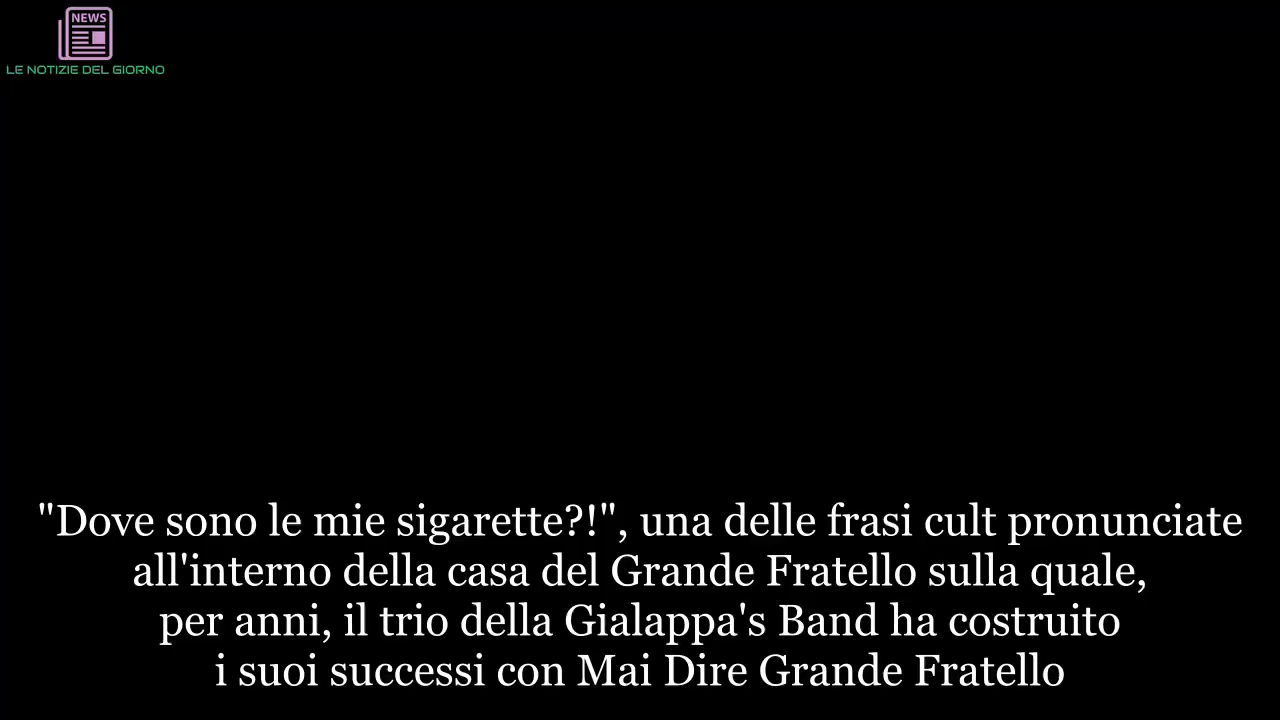 NEWS
LE NOTIZIE DEL GIORNO
"Dove sono le mie sigarette?!", una delle frasi cult pronunciate
all'interno della casa del Grande Fratello sulla quale,
per anni, il trio della Gialappa's Band ha costruito
i suoi successi con Mai Dire Grande Fratello